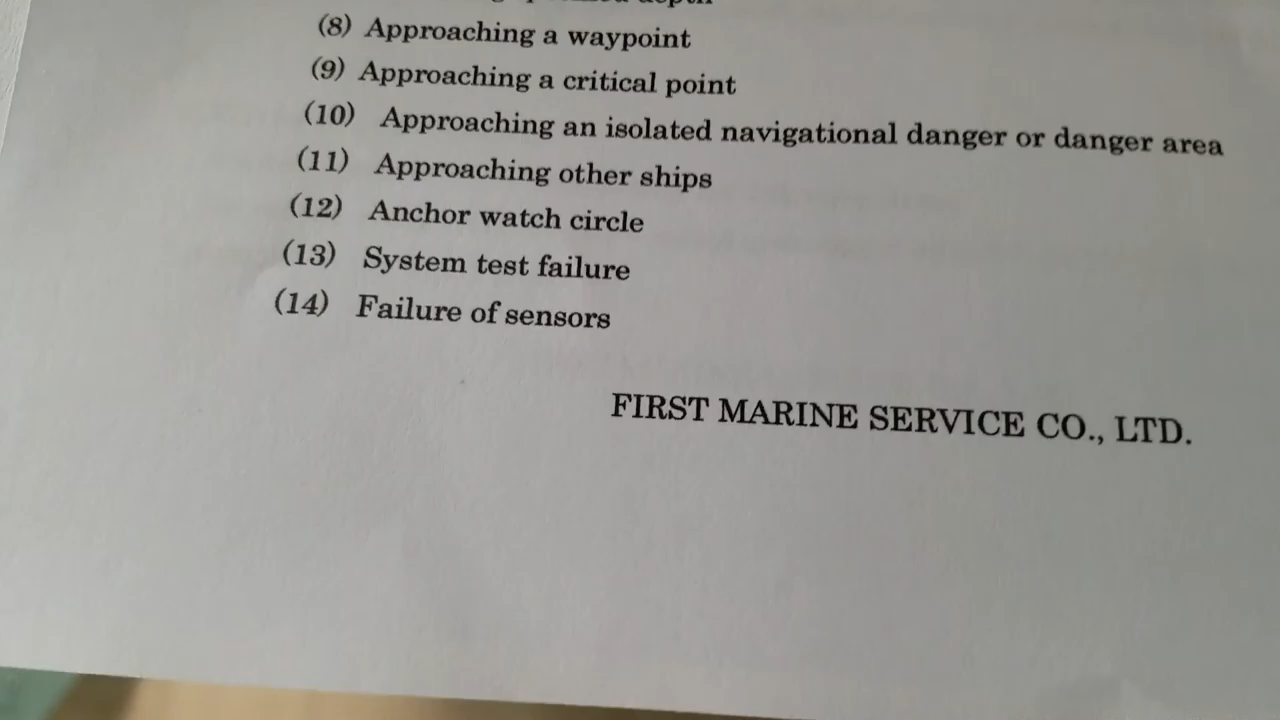 depth
(8) Approaching a waypoint
(9) Approaching a critical point
(10) Approaching an isolated navigational danger or danger area
(11) Approaching other ships
(12) Anchor watch circle
(13) System test failure
(14) Failure of sensors
FIRST MARINE SERVICE CO., LTD.